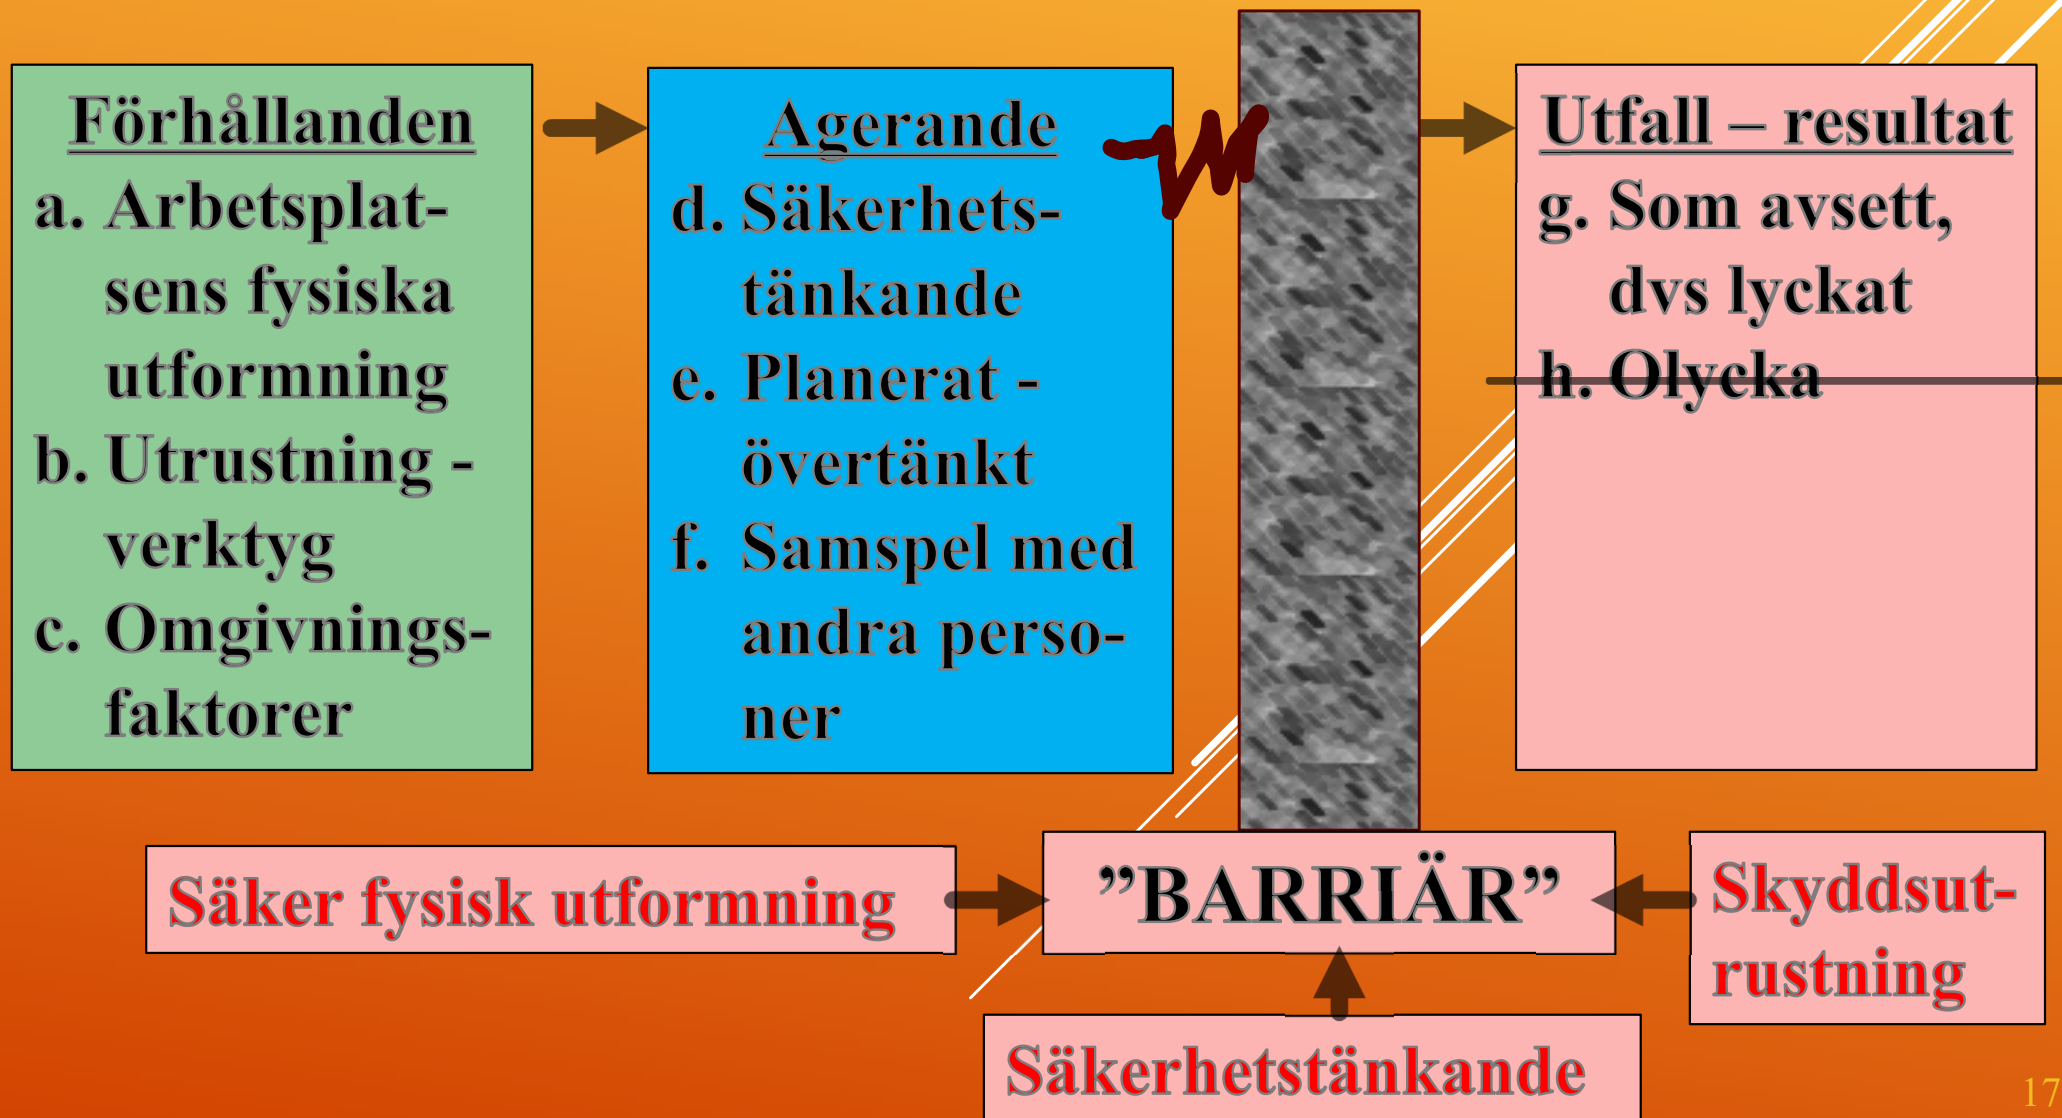 Förhållanden
a. Arbetsplat-
sens fysiska
utformning
b. Utrustning -
verktyg
c. Omgivnings-
faktorer
Agerande
d. Säkerhets-
tänkande
e. Planerat -
övertänkt
f. Samspel med
andra perso-
ner
Utfall – resultat
g. Som avsett,
dvs lyckat
h. Olycka
Säker fysisk utformning
”BARRIÄR”
Skyddsut-
rustning
Säkerhetstänkande
17